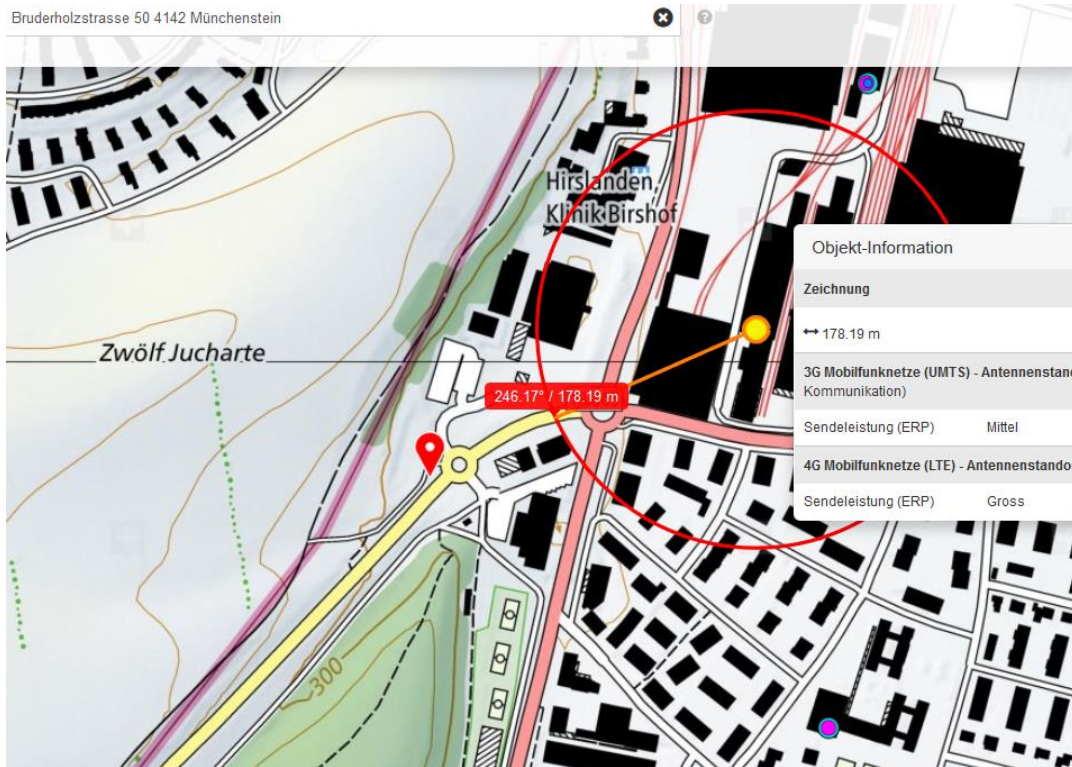 Bruderholzstrasse 50 4142 Münchenstein
?
Hirslanden
Klinik Birshof
Objekt-Information
Zeichnung
178.19 m
Zwölf Jucharte
3G Mobilfunknetze (UMTS) - Antennenstand
Kommunikation)
246.17° / 178.19 m
Sendeleistung (ERP) Mittel
4G Mobilfunknetze (LTE) - Antennenstando
Sendeleistung (ERP) Gross
300